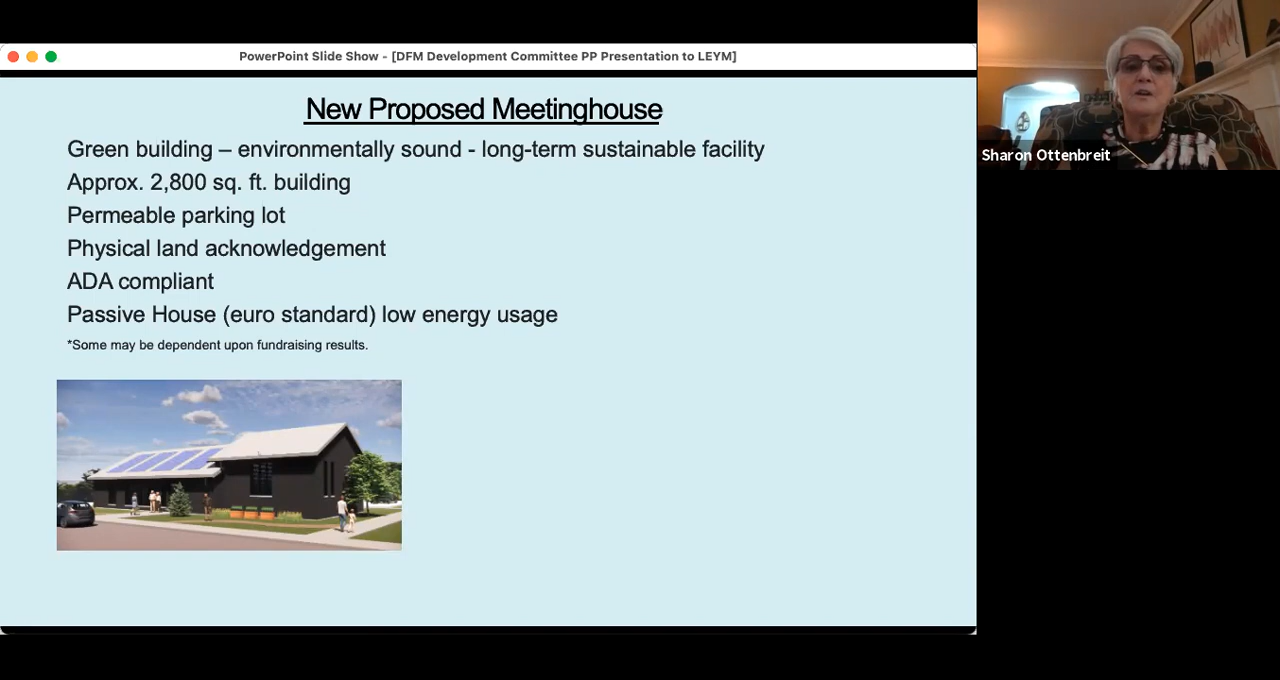 PowerPoint Slide Show - [DFM Development Committee PP Presentation to LEYM]
New Proposed Meetinghouse
Green building – environmentally sound - long-term sustainable facility
Approx. 2,800 sq. ft. building
Permeable parking lot
Physical land acknowledgement
ADA compliant
Passive House (euro standard) low energy usage
*Some may be dependent upon fundraising results.
Sharon Ottenbreit